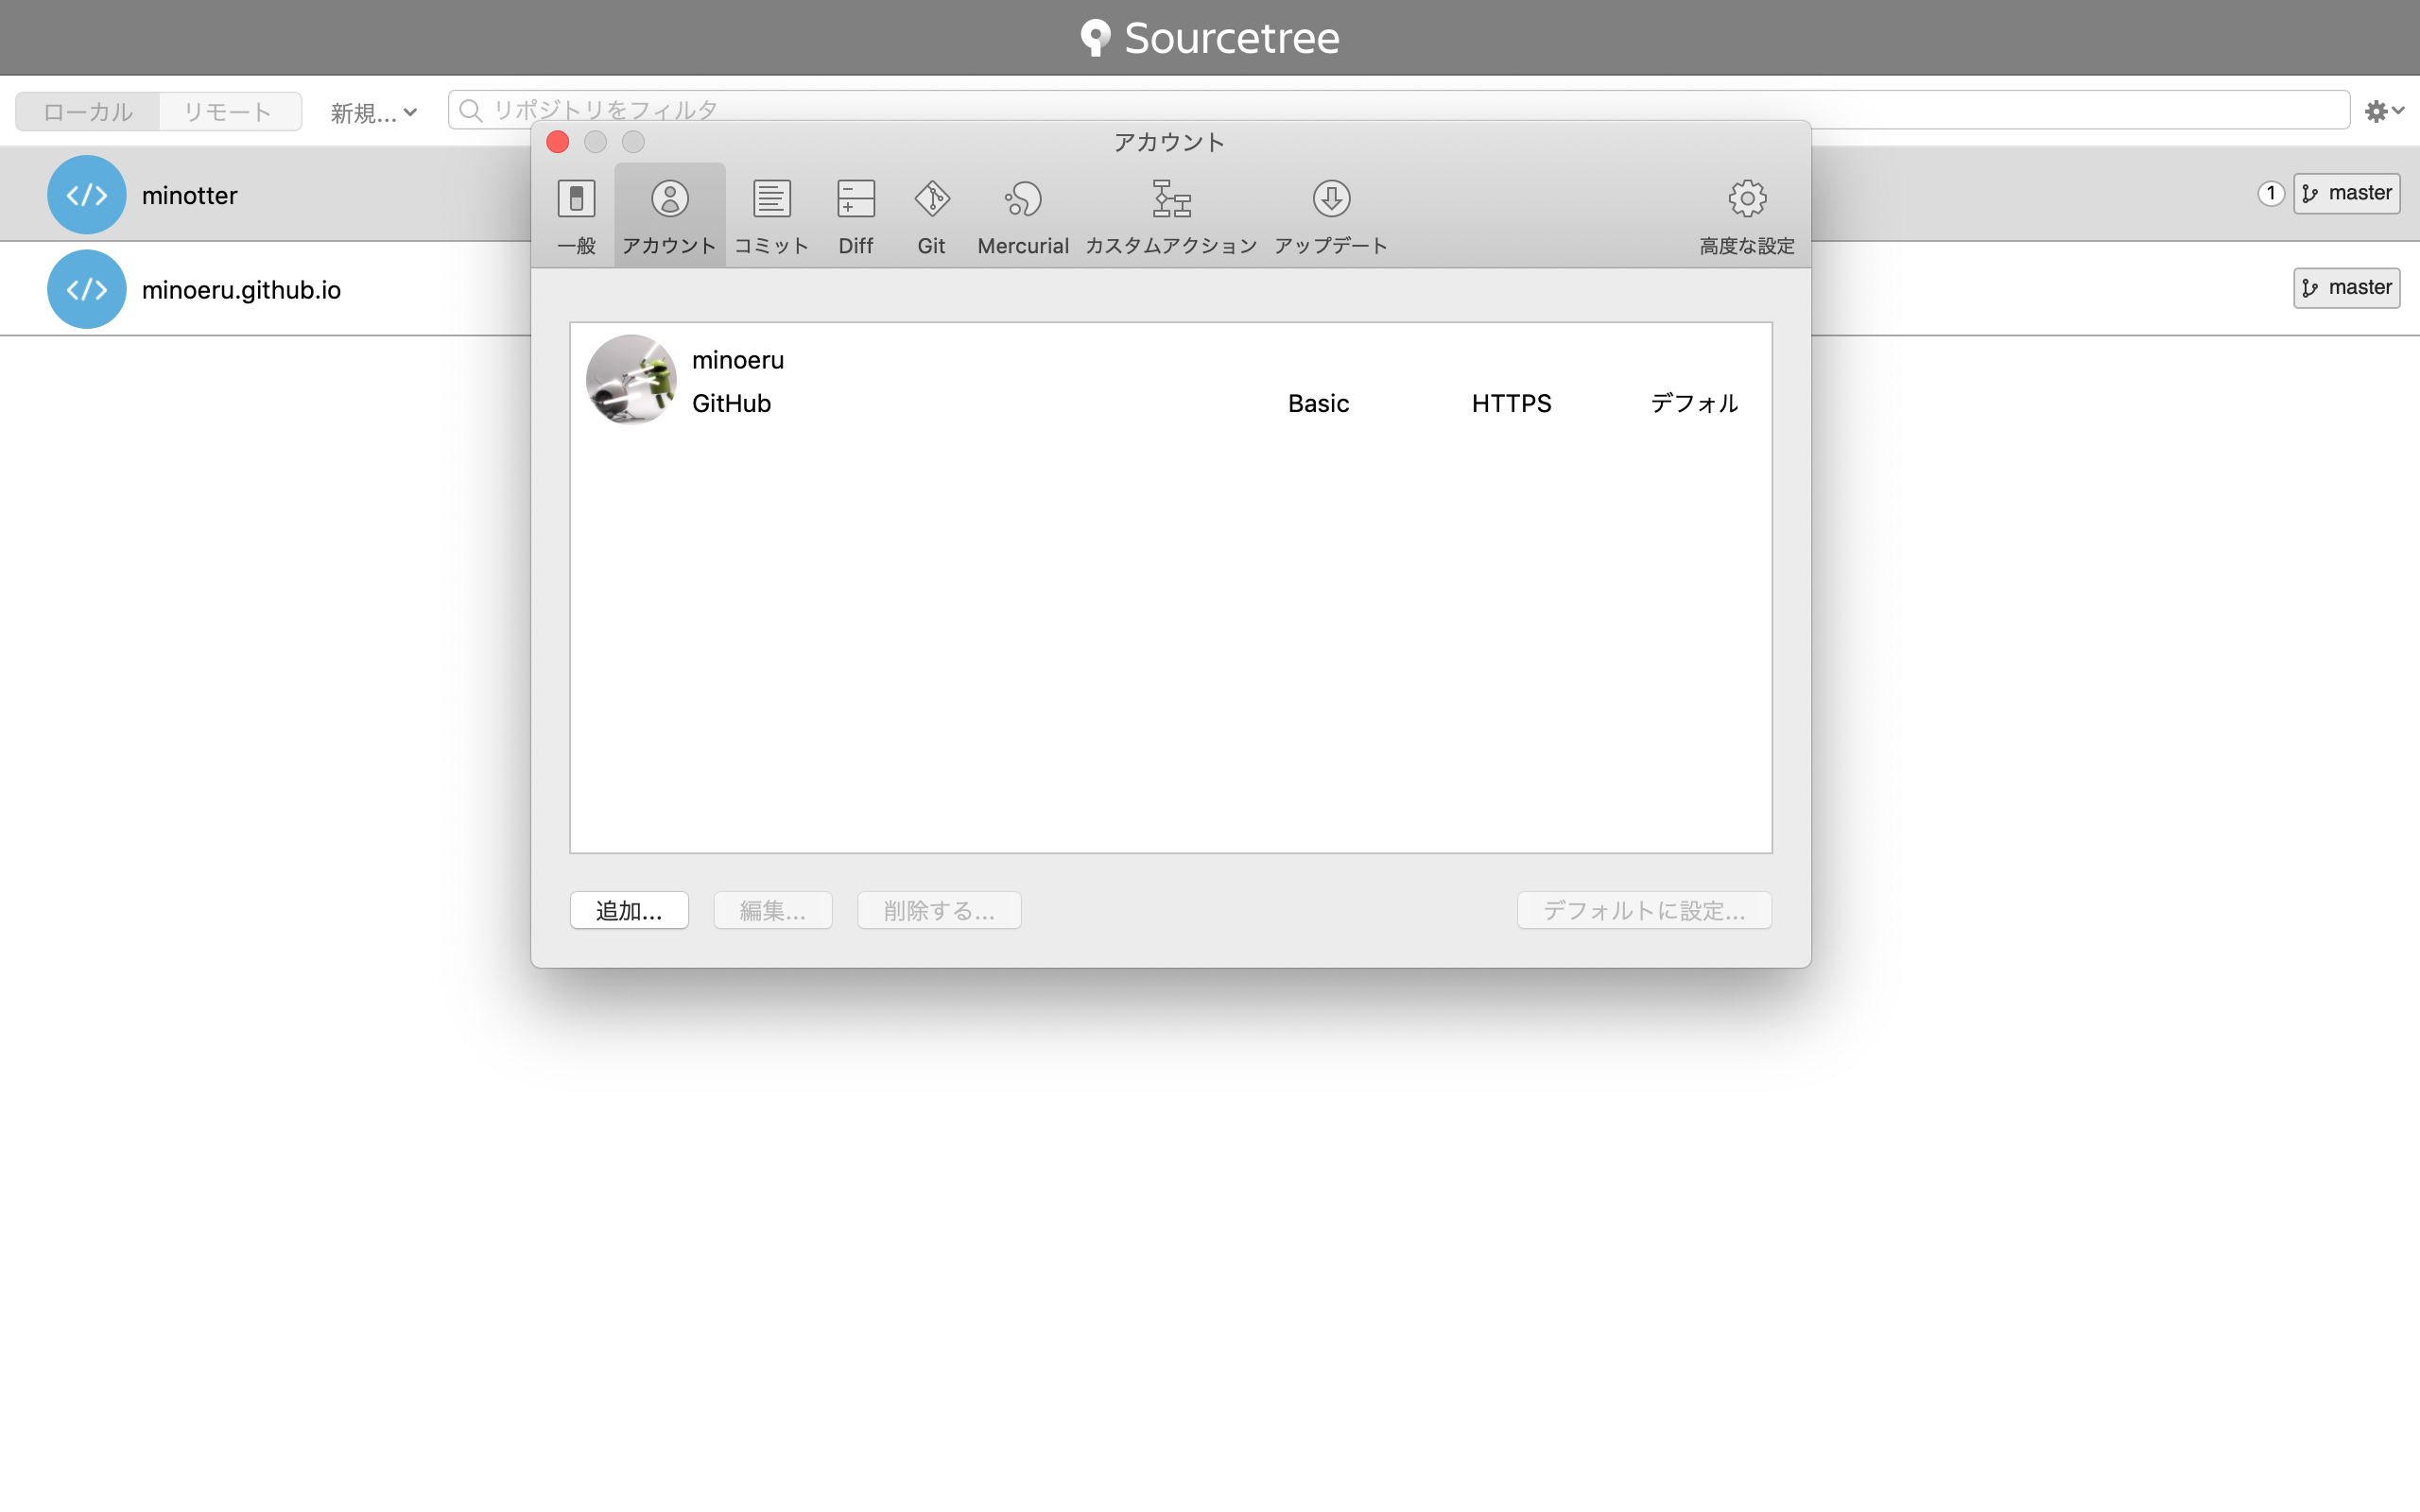 Sourcetree
ローカル リモート 新規... リポジトリをフィルタ
アカウント
一般 アカウント コミット Diff Git Mercurial カスタムアクション アップデート 高度な設定
minotter 1 master
minoeru.github.io master
minoeru
GitHub Basic HTTPS デフォル
追加... 編集... 削除する... デフォルトに設定...